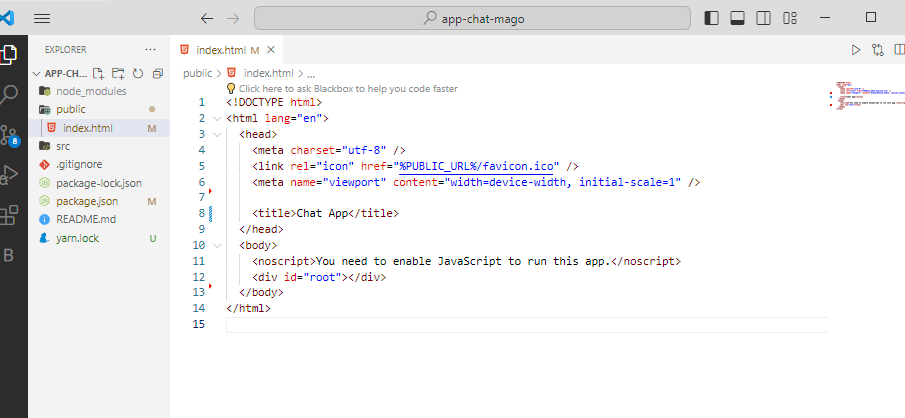 app-chat-mago
EXPLORER
index.html M
APP-CH...
node_modules
public
index.html M
src
.gitignore
package-lock.json
package.json M
README.md
yarn.lock U
8
B
public > index.html > ...
Click here to ask Blackbox to help you code faster
1 <!DOCTYPE html>
2 <html lang="en">
3 <head>
4 <meta charset="utf-8" />
5 <link rel="icon" href="%PUBLIC_URL%/favicon.ico" />
6 <meta name="viewport" content="width=device-width, initial-scale=1" />
7
8 <title>Chat App</title>
9 </head>
10 <body>
11 <noscript>You need to enable JavaScript to run this app.</noscript>
12 <div id="root"></div>
13 </body>
14 </html>
15